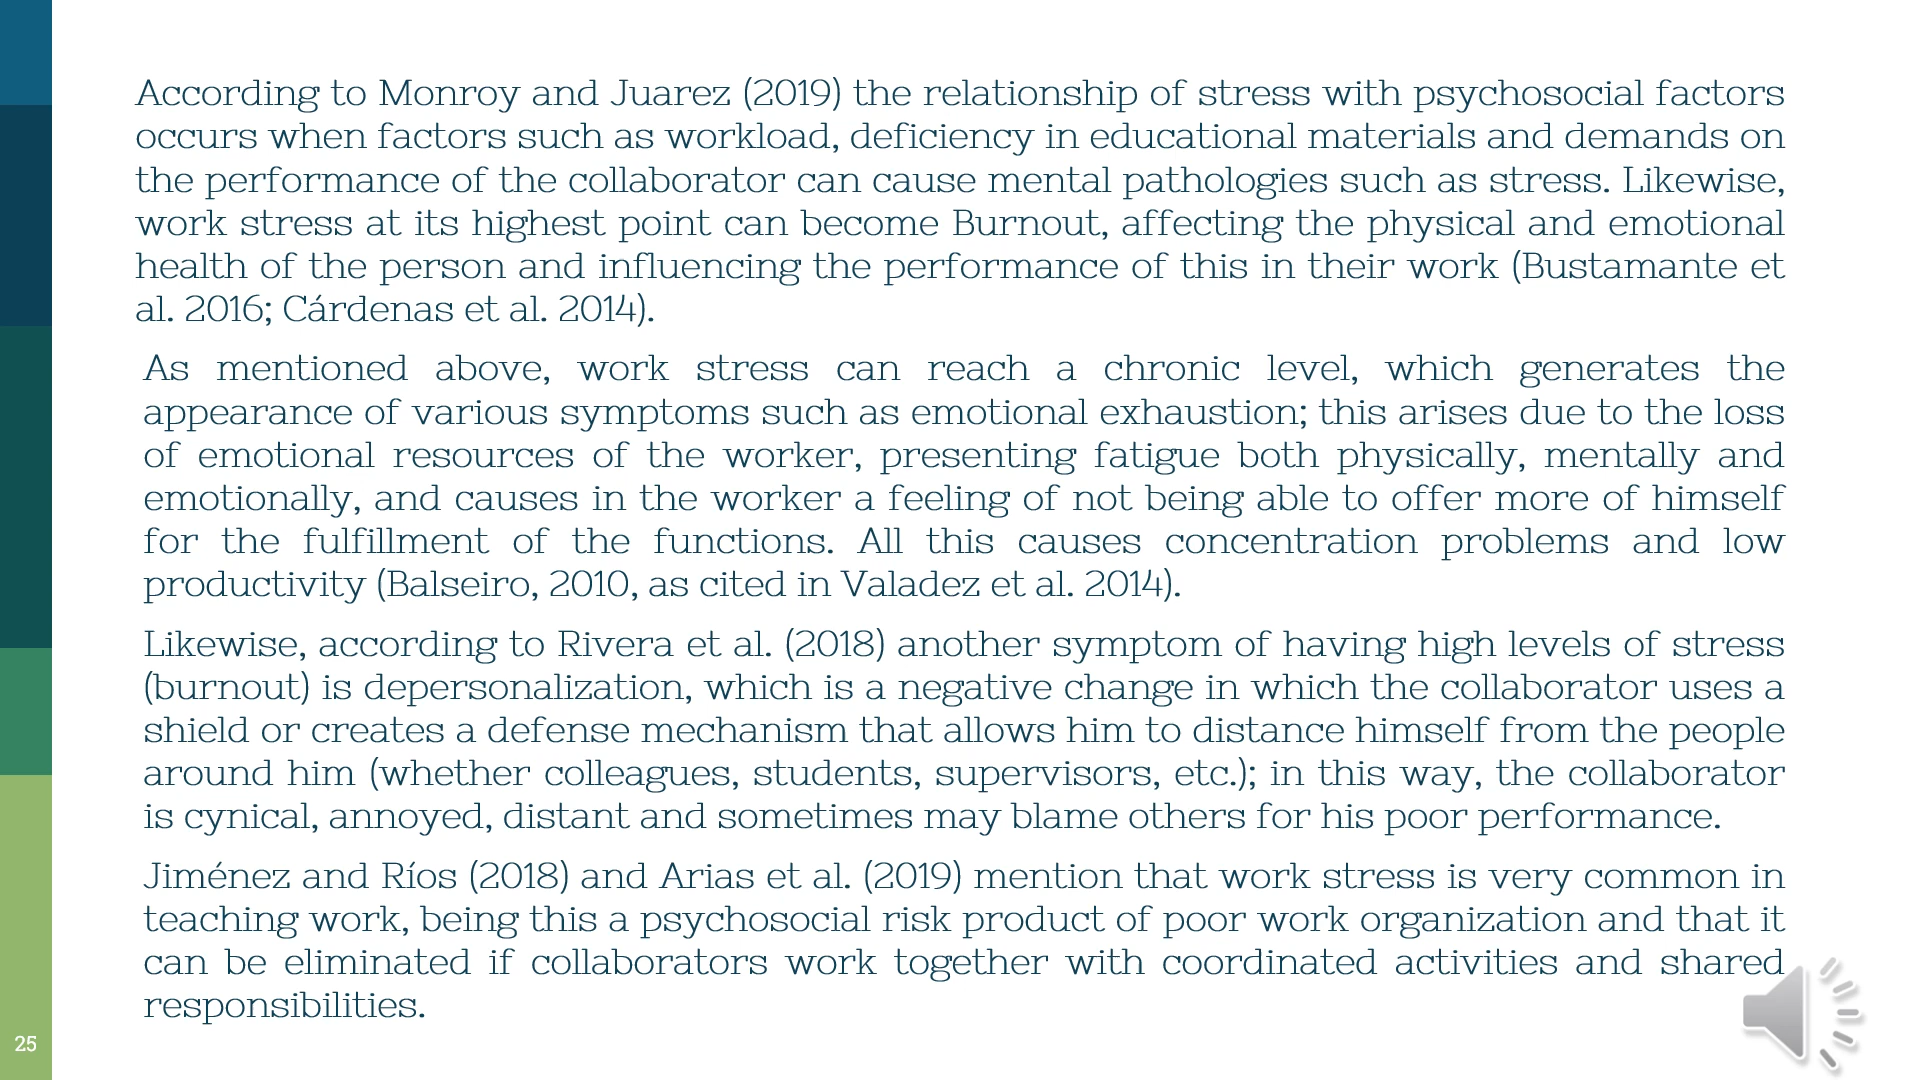 According to Monroy and Juarez (2019) the relationship of stress with psychosocial factors
occurs when factors such as workload, deficiency in educational materials and demands on
the performance of the collaborator can cause mental pathologies such as stress. Likewise,
work stress at its highest point can become Burnout, affecting the physical and emotional
health of the person and influencing the performance of this in their work (Bustamante et
al. 2016; Cárdenas et al. 2014).
As mentioned above, work stress can reach a chronic level, which generates the
appearance of various symptoms such as emotional exhaustion; this arises due to the loss
of emotional resources of the worker, presenting fatigue both physically, mentally and
emotionally, and causes in the worker a feeling of not being able to offer more of himself
for the fulfillment of the functions. All this causes concentration problems and low
productivity (Balseiro, 2010, as cited in Valadez et al. 2014).
Likewise, according to Rivera et al. (2018) another symptom of having high levels of stress
(burnout) is depersonalization, which is a negative change in which the collaborator uses a
shield or creates a defense mechanism that allows him to distance himself from the people
around him (whether colleagues, students, supervisors, etc.); in this way, the collaborator
is cynical, annoyed, distant and sometimes may blame others for his poor performance.
Jiménez and Ríos (2018) and Arias et al. (2019) mention that work stress is very common in
teaching work, being this a psychosocial risk product of poor work organization and that it
can be eliminated if collaborators work together with coordinated activities and shared
responsibilities.
25